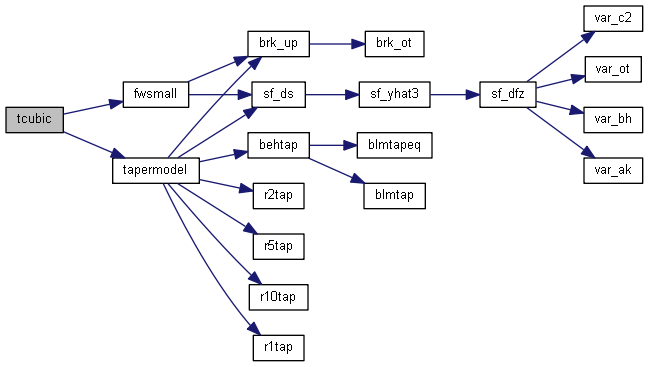 tcubic
fwsmall
tapermodel
brk_up
sf_ds
behtap
r2tap
r5tap
r10tap
r1tap
brk_ot
sf_yhat3
blmtapeq
blmtap
sf_dfz
var_c2
var_ot
var_bh
var_ak